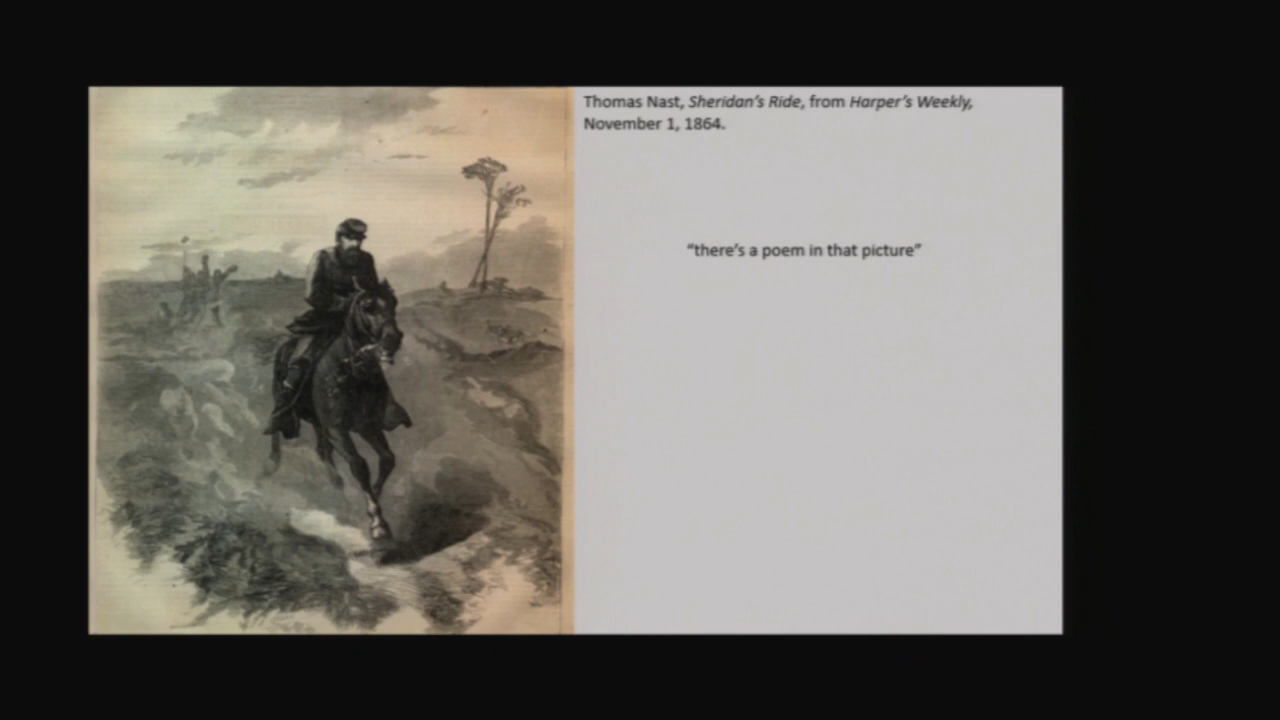 Thomas Nast, Sheridan's Ride, from Harper's Weekly,
November 1, 1864.
“there's a poem in that picture”